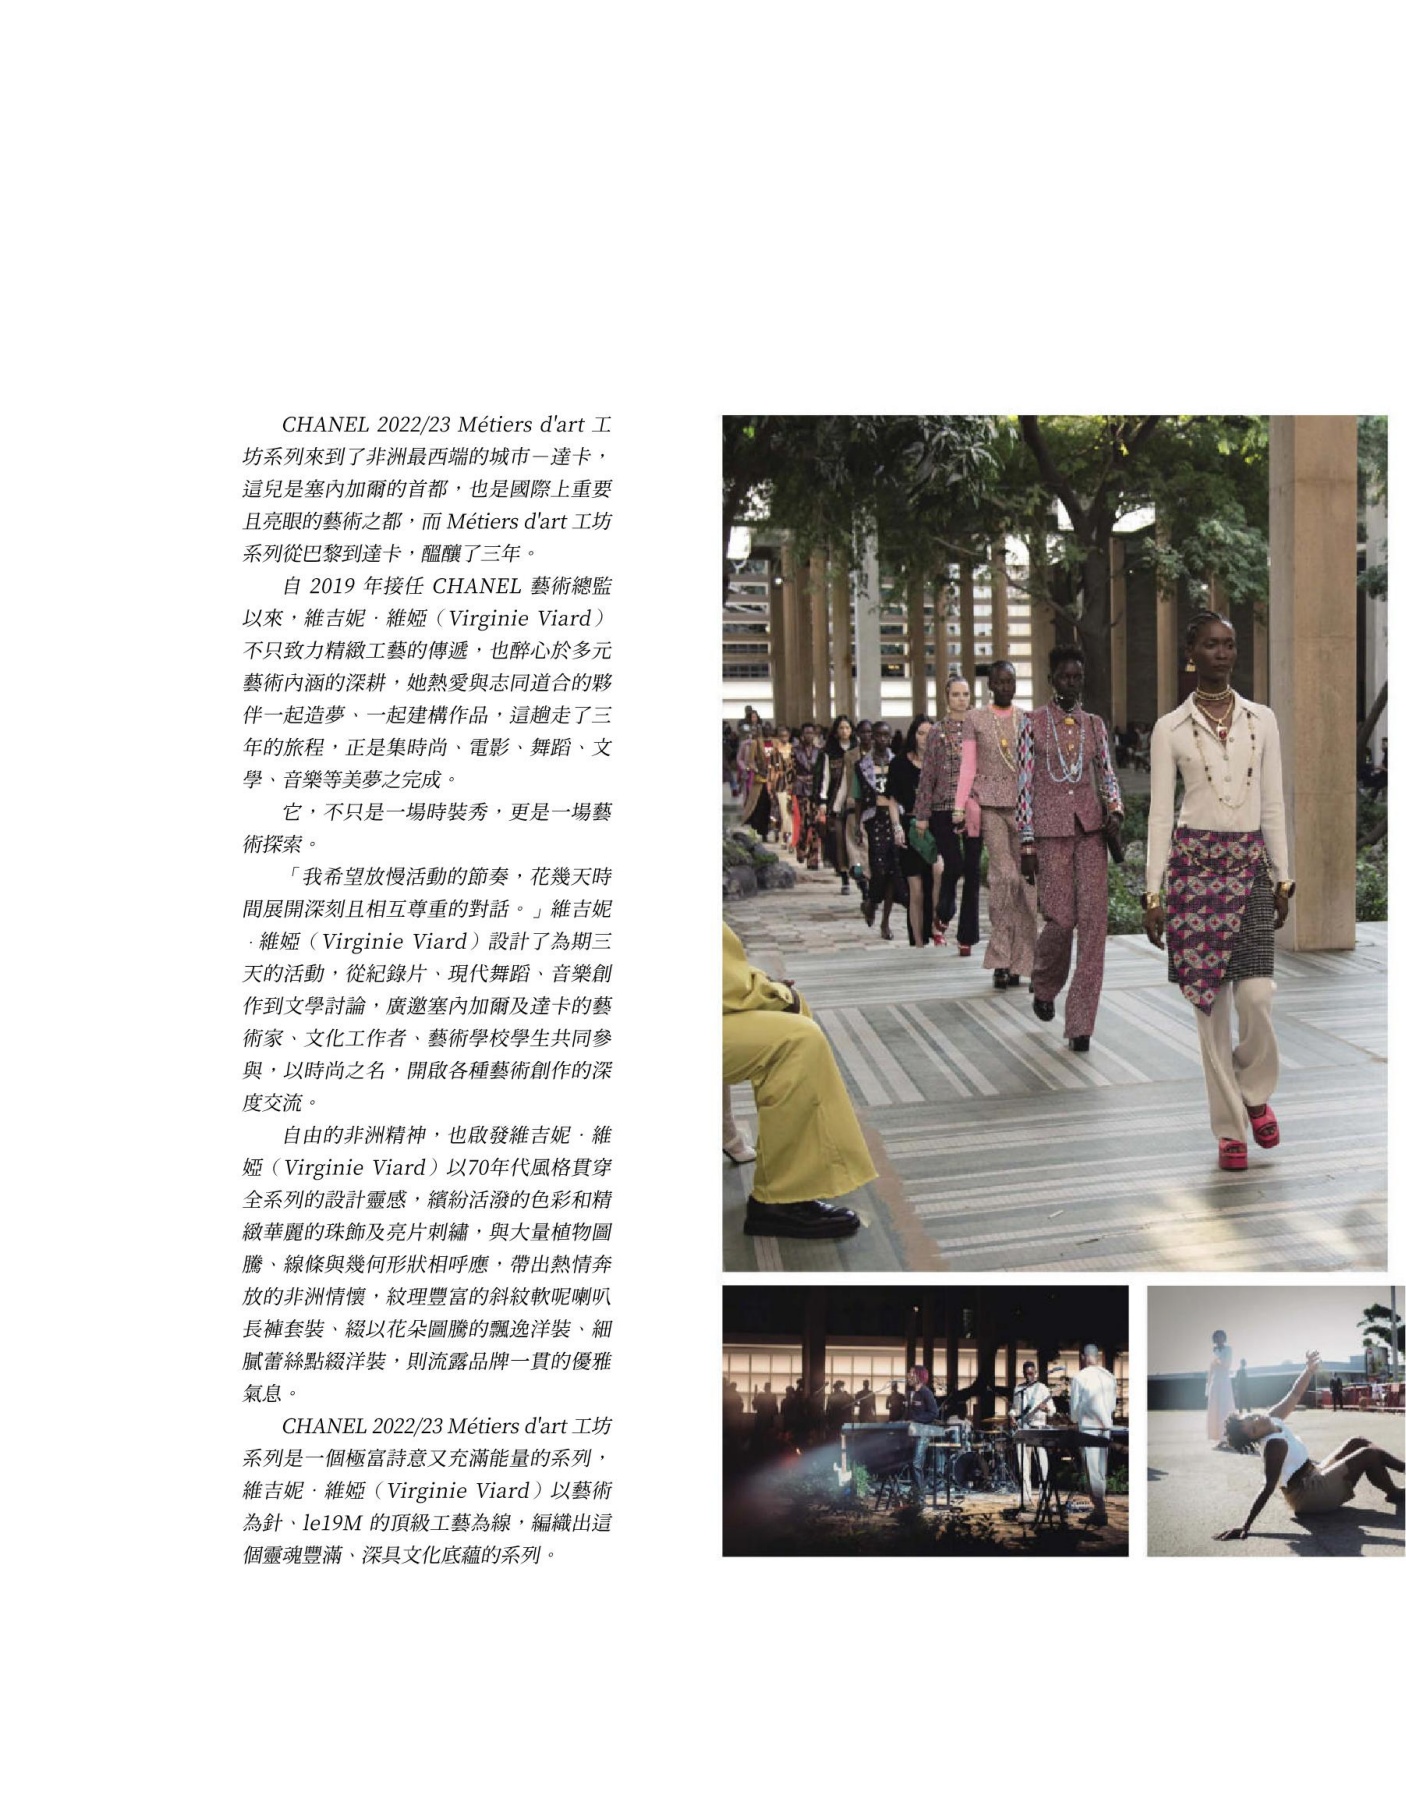 CHANEL 2022/23 Métiers d'art 工
坊系列來到了非洲最西端的城市－達卡，
這兒是塞內加爾的首都，也是國際上重要
且亮眼的藝術之都，而 Métiers d'art 工坊
系列從巴黎到達卡，醞釀了三年。
自 2019 年接任 CHANEL 藝術總監
以來，維吉妮．維婭（Virginie Viard）
不只致力精緻工藝的傳遞，也醉心於多元
藝術內涵的深耕，她熱愛與志同道合的夥
伴一起造夢、一起建構作品，這趟走了三
年的旅程，正是集時尚、電影、舞蹈、文
學、音樂等美夢之完成。
它，不只是一場時裝秀，更是一場藝
術探索。
「我希望放慢活動的節奏，花幾天時
間展開深刻且相互尊重的對話。」維吉妮
．維婭（Virginie Viard）設計了為期三
天的活動，從紀錄片、現代舞蹈、音樂創
作到文學討論，廣邀塞內加爾及達卡的藝
術家、文化工作者、藝術學校學生共同參
與，以時尚之名，開啟各種藝術創作的深
度交流。
自由的非洲精神，也啟發維吉妮．維
婭（Virginie Viard）以70年代風格貫穿
全系列的設計靈感，繽紛活潑的色彩和精
緻華麗的珠飾及亮片刺繡，與大量植物圖
騰、線條與幾何形狀相呼應，帶出熱情奔
放的非洲情懷，紋理豐富的斜紋軟呢喇叭
長褲套裝、綴以花朵圖騰的飄逸洋裝、細
膩蕾絲點綴洋裝，則流露品牌一貫的優雅
氣息。
CHANEL 2022/23 Métiers d'art 工坊
系列是一個極富詩意又充滿能量的系列，
維吉妮．維婭（Virginie Viard）以藝術
為針、le19M 的頂級工藝為線，編織出這
個靈魂豐滿、深具文化底蘊的系列。